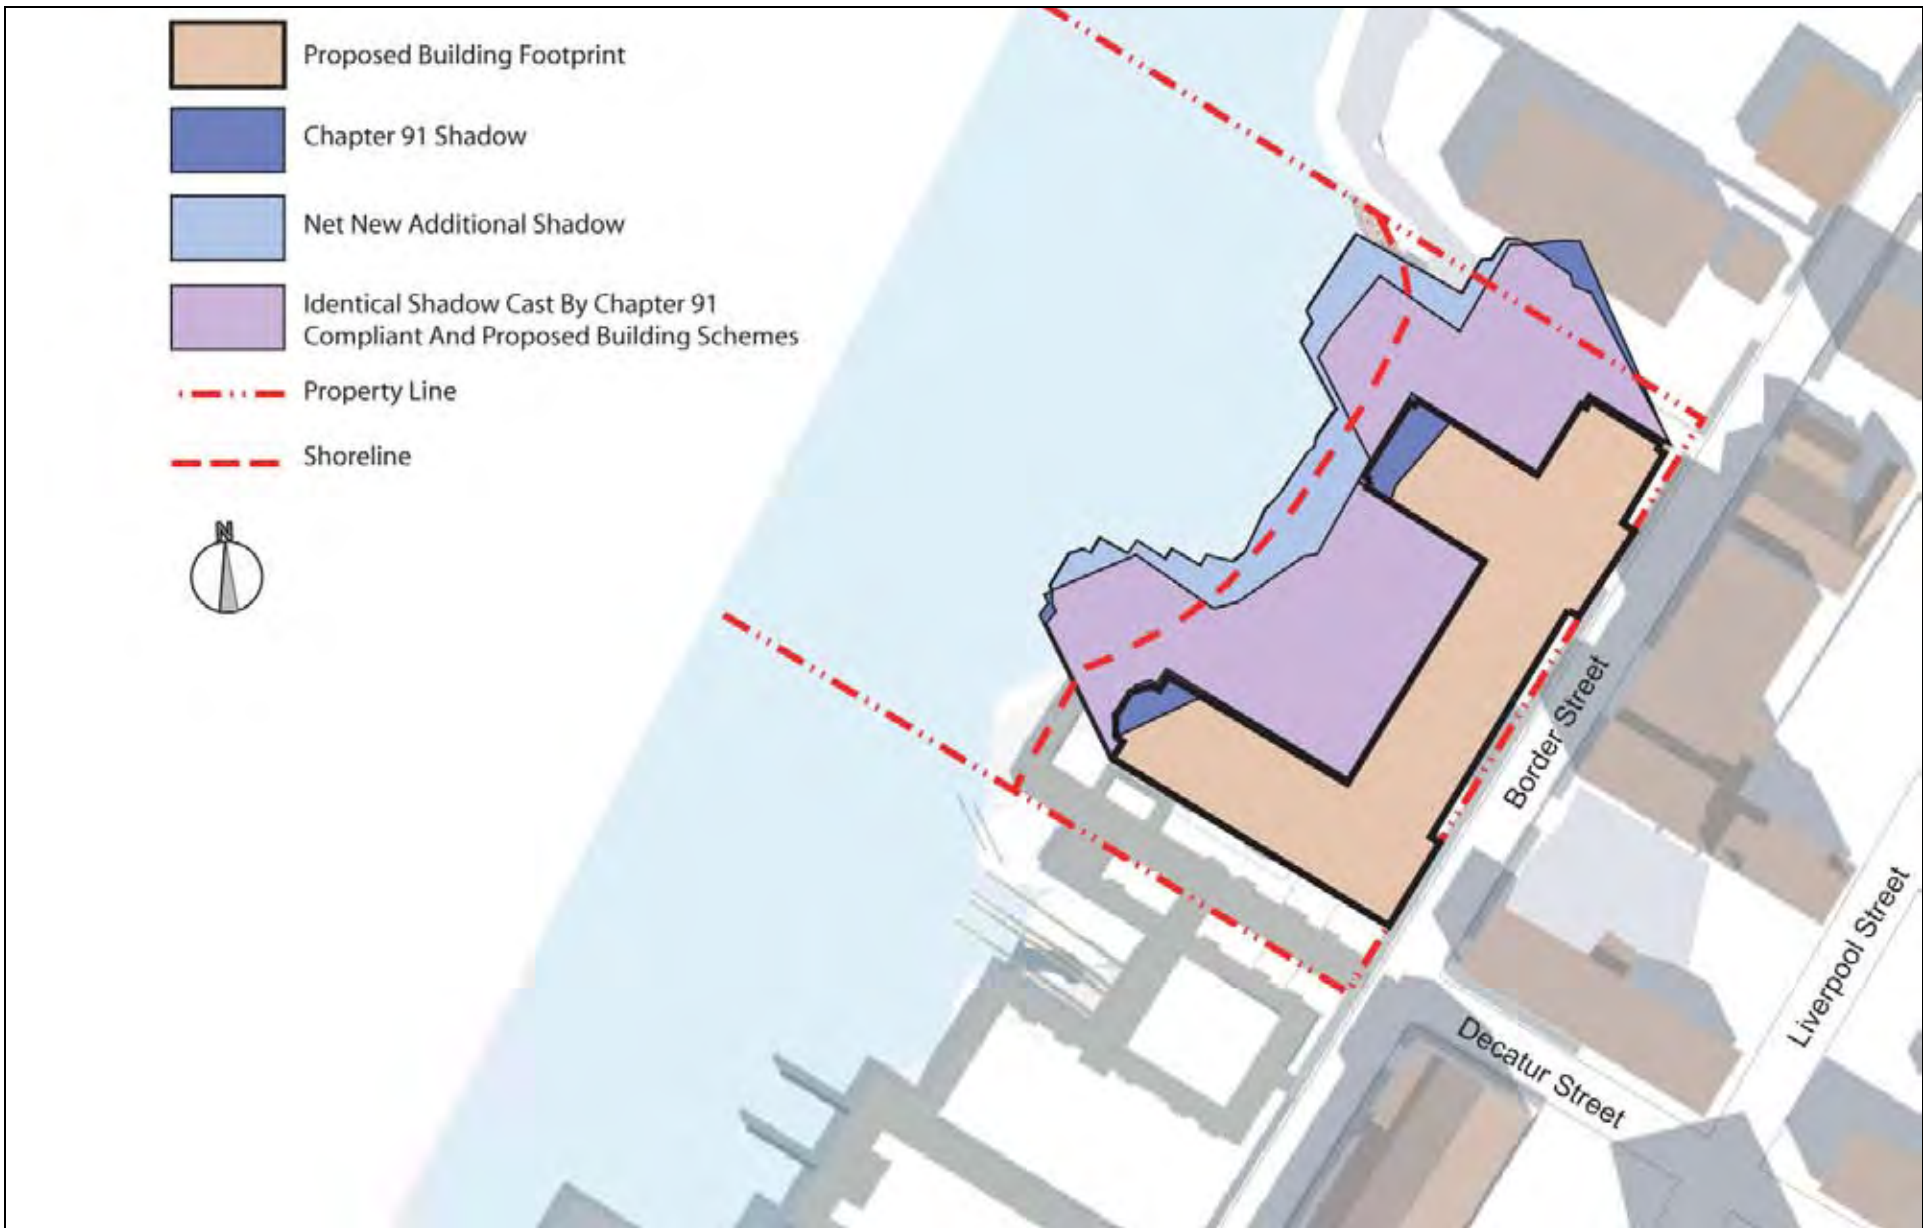 Proposed Building Footprint
Chapter 91 Shadow
Net New Additional Shadow
Identical Shadow Cast By Chapter 91
Compliant And Proposed Building Schemes
Property Line
Shoreline
N
Border Street
Liverpool Street
Decatur Street